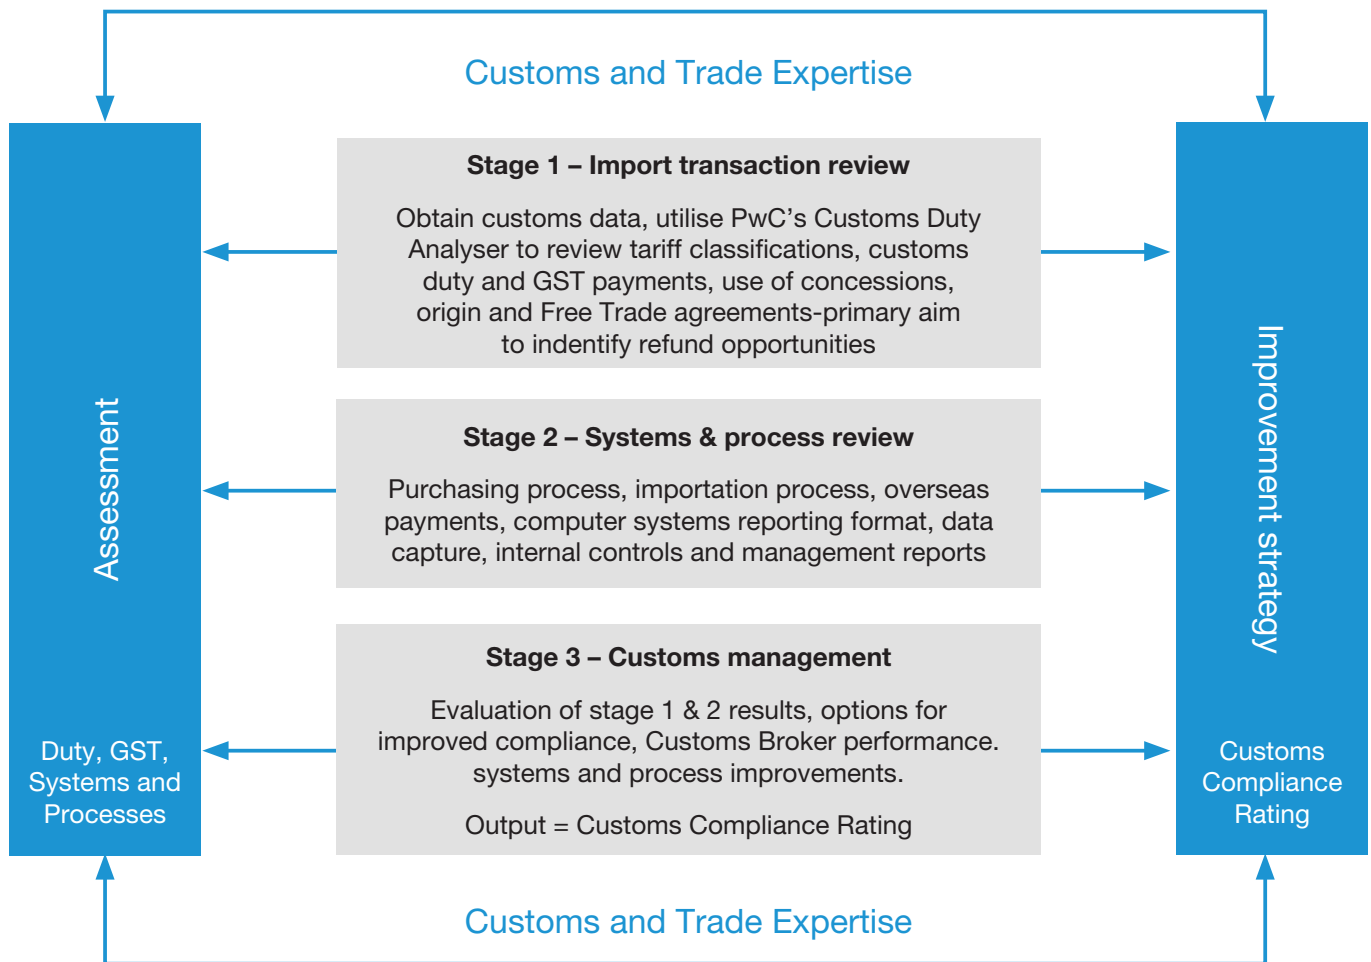 Customs and Trade Expertise
Assessment
Duty, GST,
Systems and
Processes
Stage 1 – Import transaction review
Obtain customs data, utilise PwC's Customs Duty
Analyser to review tariff classifications, customs
duty and GST payments, use of concessions,
origin and Free Trade agreements-primary aim
to indentify refund opportunities
Stage 2 – Systems & process review
Purchasing process, importation process, overseas
payments, computer systems reporting format, data
capture, internal controls and management reports
Stage 3 – Customs management
Evaluation of stage 1 & 2 results, options for
improved compliance, Customs Broker performance.
systems and process improvements.
Output = Customs Compliance Rating
Improvement strategy
Customs
Compliance
Rating
Customs and Trade Expertise